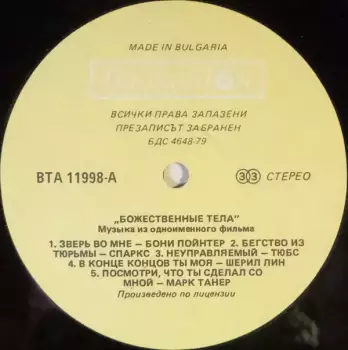 MADE IN BULGARIA
ВСИЧКИ ПРАВА ЗАПАЗЕНИ
ПРЕЗАПИСЪТ ЗАБРАНЕН
БДС 4648-79
ВТА 11998-А
33 СТЕРЕО
„БОЖЕСТВЕННЫЕ ТЕЛА"
Музыка из одноименного фильма
1. ЗВЕРЬ ВО МНЕ – БОНИ ПОЙНТЕР 2. БЕГСТВО ИЗ
ТЮРЬМЫ – СПАРКС 3. НЕУПРАВЛЯЕМЫЙ – ТЮБС
4. В КОНЦЕ КОНЦОВ ТЫ МОЯ – ШЕРИЛ ЛИН
5. ПОСМОТРИ, ЧТО ТЫ СДЕЛАЛ СО
МНОЙ – МАРК ТАНЕР
Произведено по лицензии